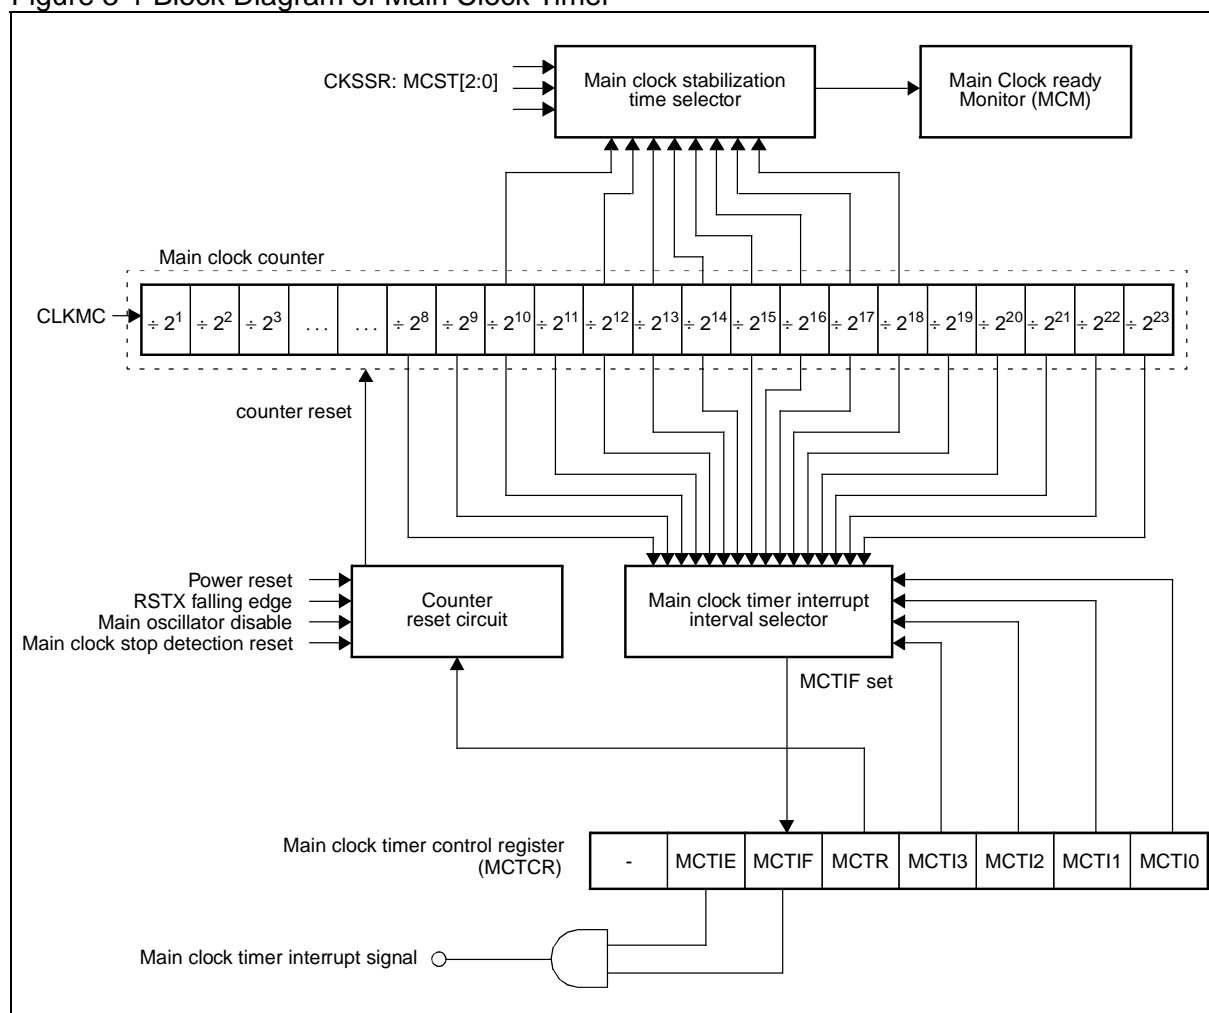 Figure 3-1 Block Diagram of Main Clock Timer
CKSSR: MCST[2:0]
Main clock stabilization
time selector
Main Clock ready
Monitor (MCM)
Main clock counter
CLKMC
÷ 2¹ ÷ 2² ÷ 2³ ... ... ÷ 2⁸ ÷ 2⁹ ÷ 2¹⁰ ÷ 2¹¹ ÷ 2¹² ÷ 2¹³ ÷ 2¹⁴ ÷ 2¹⁵ ÷ 2¹⁶ ÷ 2¹⁷ ÷ 2¹⁸ ÷ 2¹⁹ ÷ 2²⁰ ÷ 2²¹ ÷ 2²² ÷ 2²³
counter reset
Power reset
RSTX falling edge
Main oscillator disable
Main clock stop detection reset
Counter
reset circuit
Main clock timer interrupt
interval selector
MCTIF set
Main clock timer control register
(MCTCR)
- MCTIE MCTIF MCTR MCTI3 MCTI2 MCTI1 MCTI0
Main clock timer interrupt signal